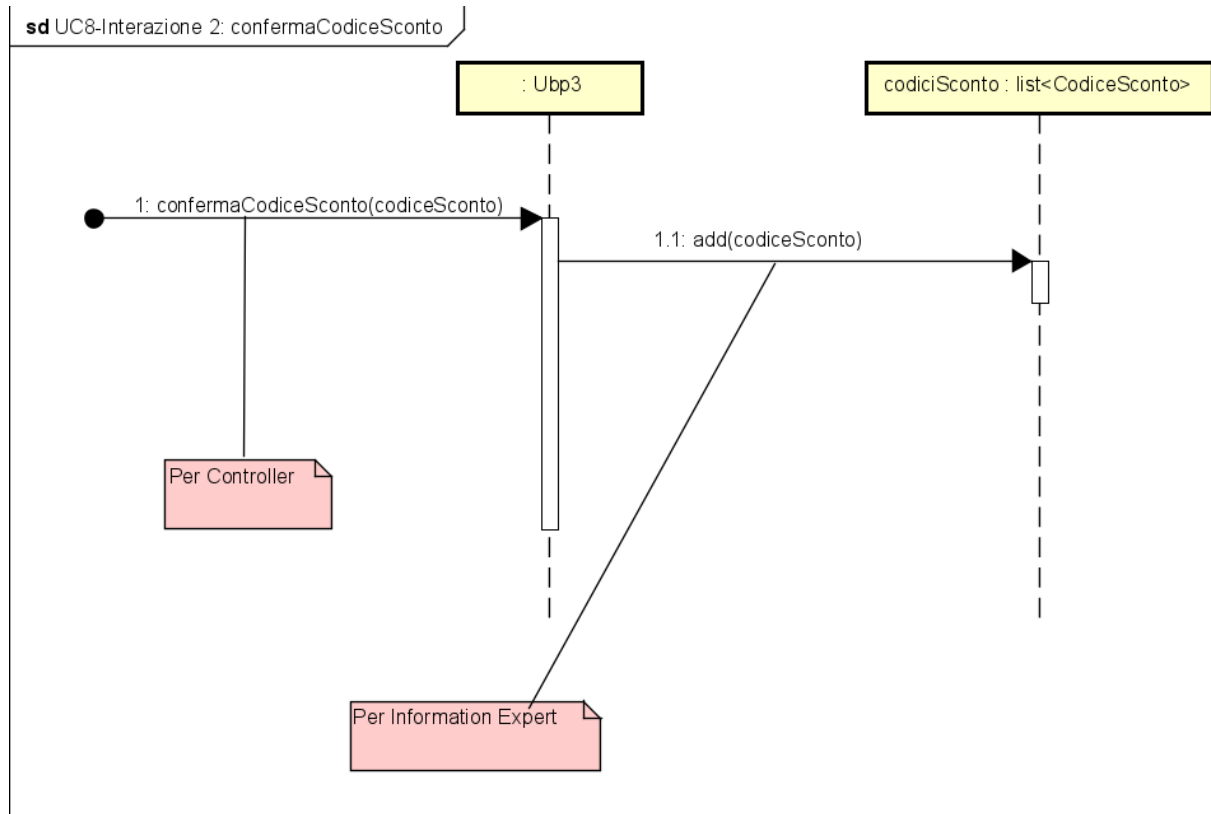 sd UC8-Interazione 2: confermaCodiceSconto
: Ubp3
codiciSconto : list<CodiceSconto>
1: confermaCodiceSconto(codiceSconto)
1.1: add(codiceSconto)
Per Controller
Per Information Expert